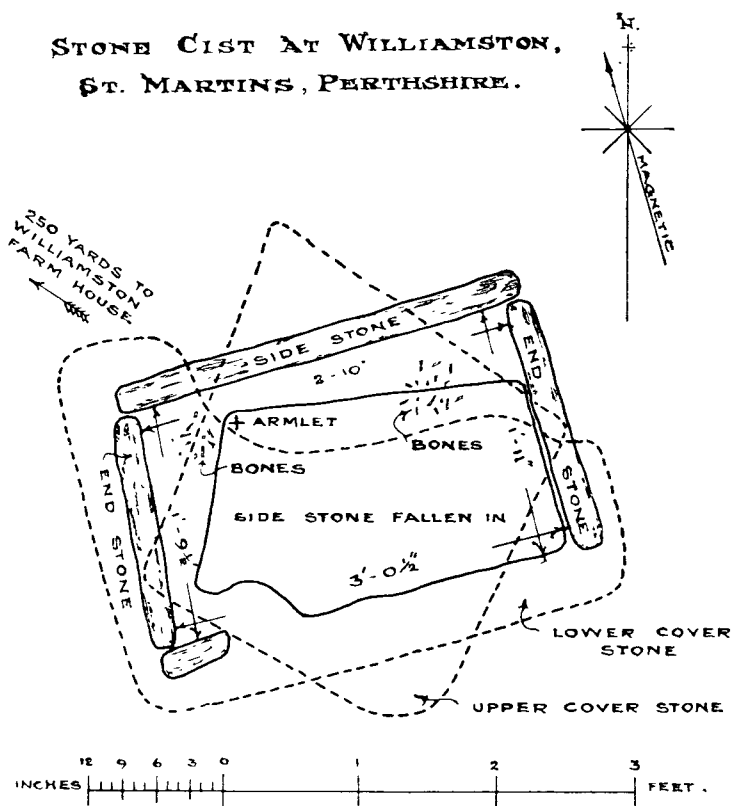 STONE CIST AT WILLIAMSTON,
ST. MARTINS, PERTHSHIRE.
N.
MAGNETIC
250 YARDS TO
WILLIAMSTON
FARM HOUSE
SIDE STONE
2-10"
END
STONE
ARMLET
BONES
BONES
END STONE
SIDE STONE FALLEN IN
3'-0½"
LOWER COVER
STONE
UPPER COVER STONE
12 9 6 3 0 1 2 3
INCHES FEET.